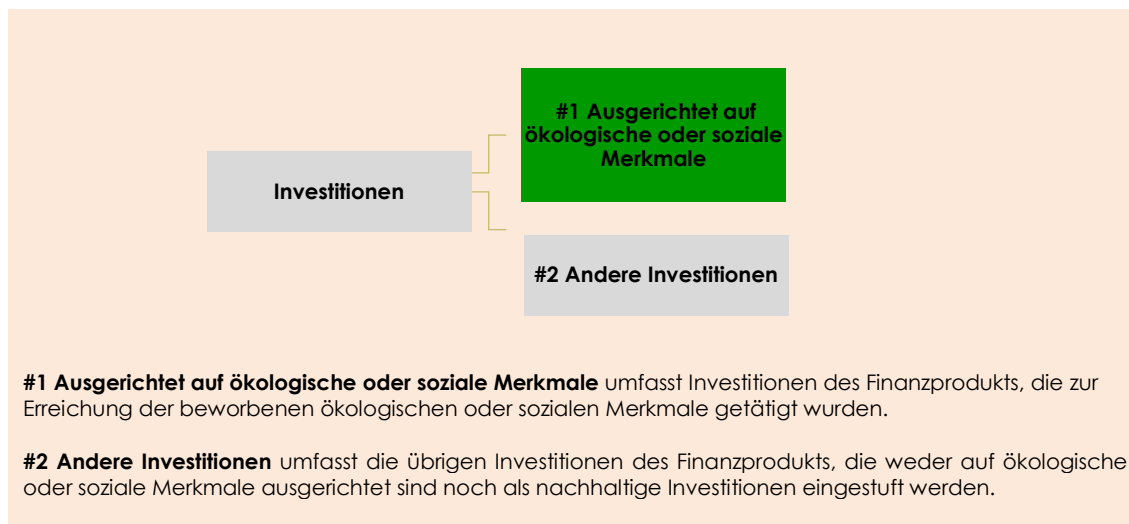 #1 Ausgerichtet auf
ökologische oder soziale
Merkmale
Investitionen
#2 Andere Investitionen
#1 Ausgerichtet auf ökologische oder soziale Merkmale umfasst Investitionen des Finanzprodukts, die zur
Erreichung der beworbenen ökologischen oder sozialen Merkmale getätigt wurden.
#2 Andere Investitionen umfasst die übrigen Investitionen des Finanzprodukts, die weder auf ökologische
oder soziale Merkmale ausgerichtet sind noch als nachhaltige Investitionen eingestuft werden.